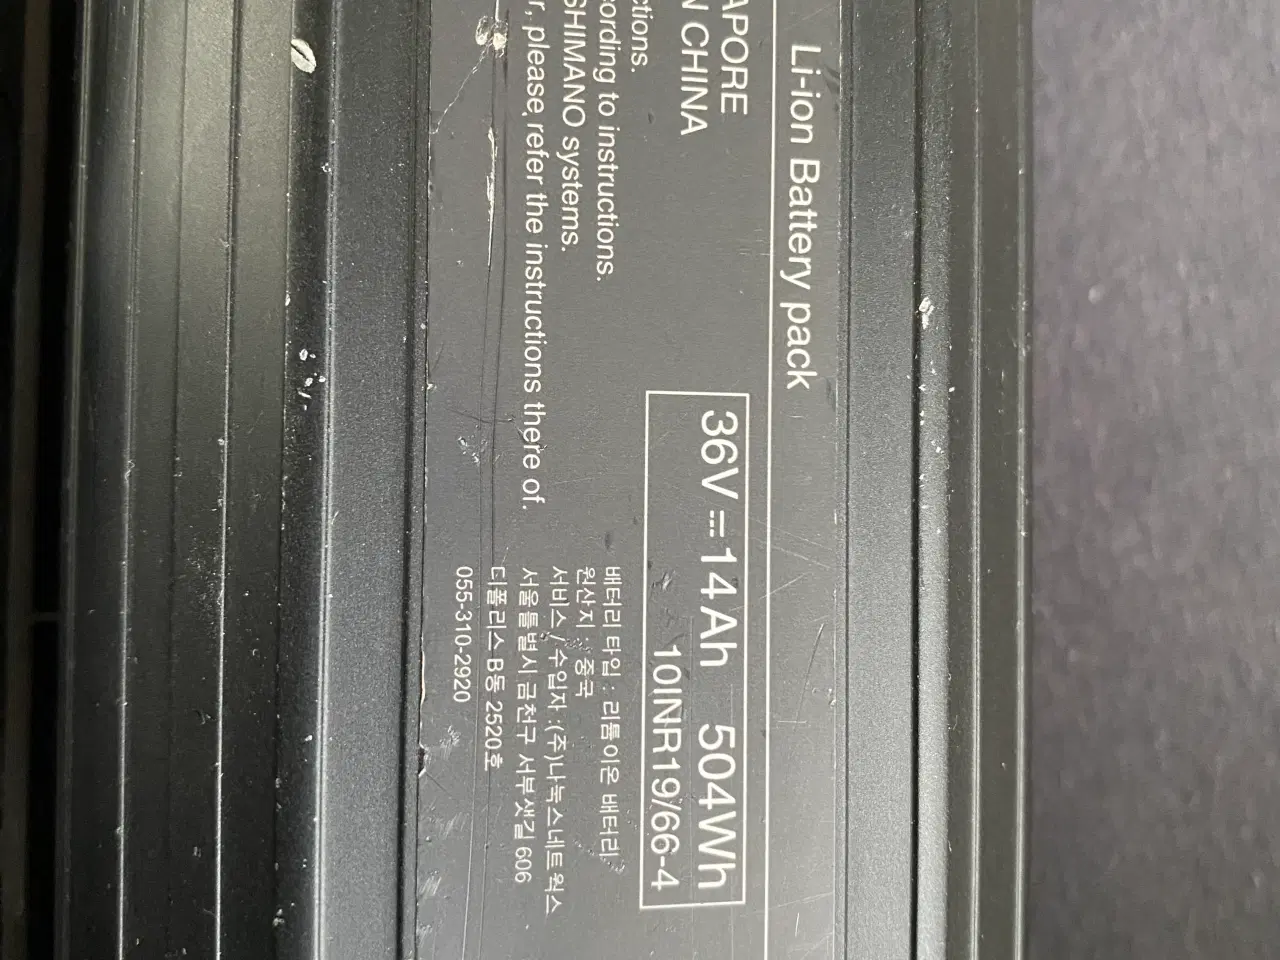 Li-ion Battery pack
APORE
N CHINA
36V ⎓ 14Ah 504Wh
10INR19/66-4
ctions.
cording to instructions.
SHIMANO systems.
r, please refer the instructions there of.
배터리 타입 : 리튬이온 배터리
원산지 : 중국
서비스 / 수입자 :(주)나눅스네트웍스
서울특별시 금천구 서부샛길 606
디폴리스 B동 2520호
055-310-2920